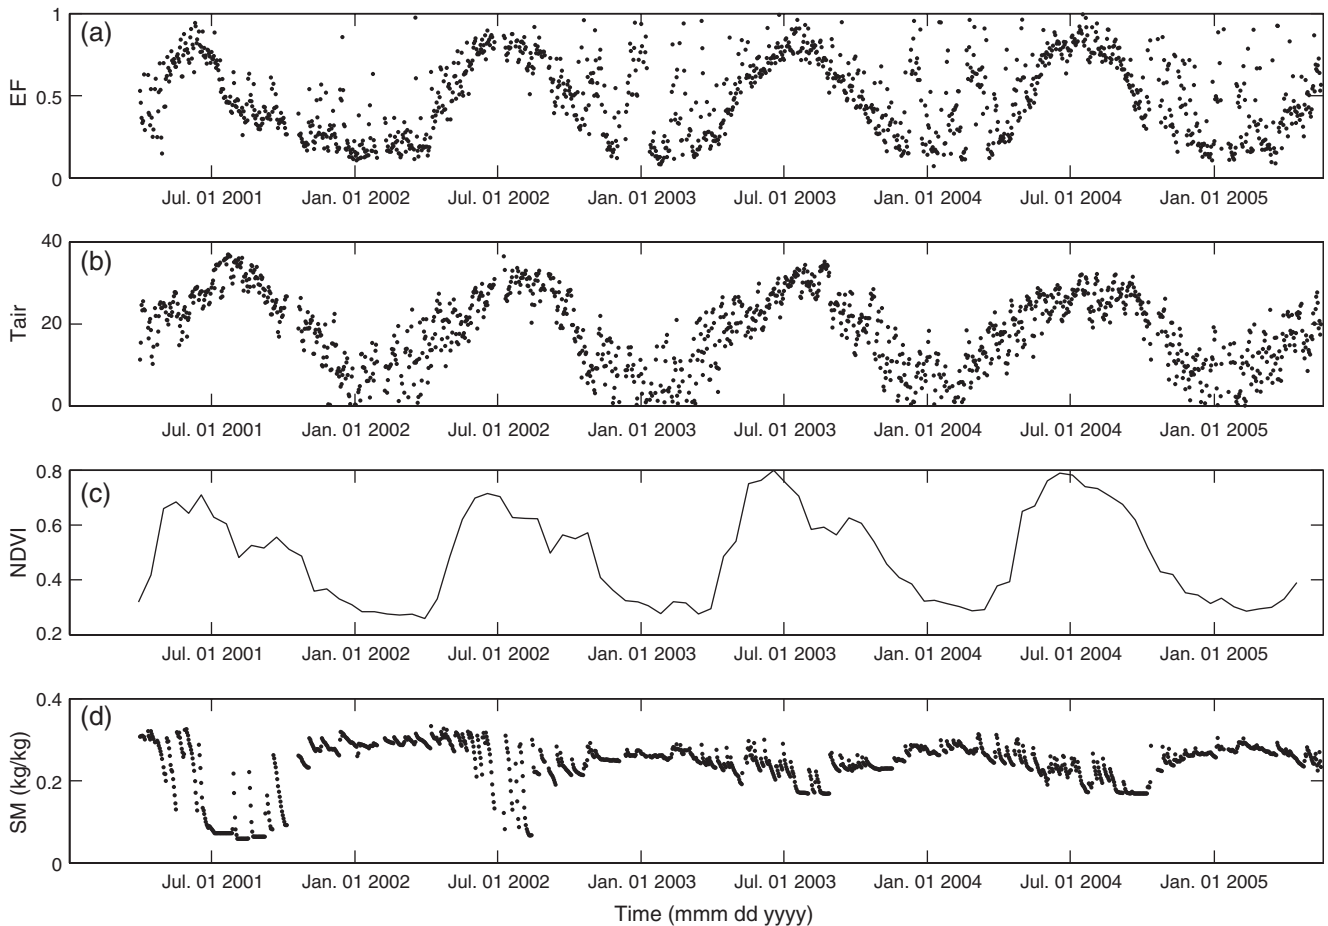 (a)
EF
1
0.5
0
Jul. 01 2001 Jan. 01 2002 Jul. 01 2002 Jan. 01 2003 Jul. 01 2003 Jan. 01 2004 Jul. 01 2004 Jan. 01 2005
(b)
Tair
40
20
0
Jul. 01 2001 Jan. 01 2002 Jul. 01 2002 Jan. 01 2003 Jul. 01 2003 Jan. 01 2004 Jul. 01 2004 Jan. 01 2005
(c)
NDVI
0.8
0.6
0.4
0.2
Jul. 01 2001 Jan. 01 2002 Jul. 01 2002 Jan. 01 2003 Jul. 01 2003 Jan. 01 2004 Jul. 01 2004 Jan. 01 2005
(d)
SM (kg/kg)
0.4
0.2
0
Jul. 01 2001 Jan. 01 2002 Jul. 01 2002 Jan. 01 2003 Jul. 01 2003 Jan. 01 2004 Jul. 01 2004 Jan. 01 2005
Time (mmm dd yyyy)